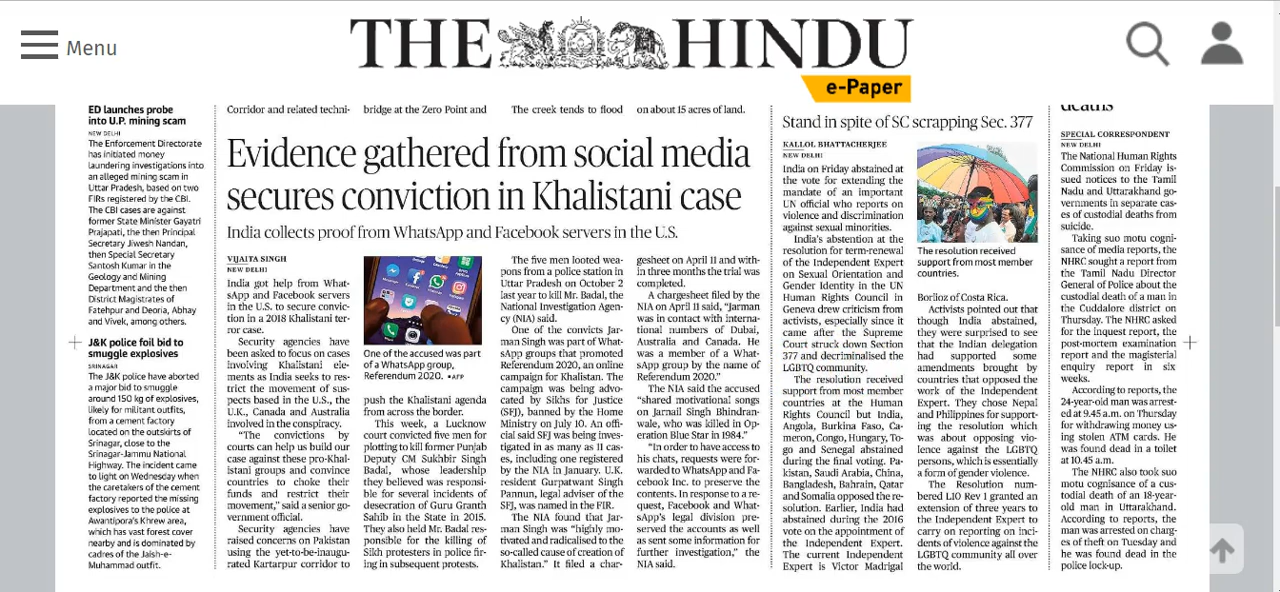 Menu
THE HINDU
e-Paper
ED launches probe
into U.P. mining scam
NEW DELHI
The Enforcement Directorate
has initiated money
laundering investigations into
an alleged mining scam in
Uttar Pradesh, based on two
FIRs registered by the CBI.
The CBI cases are against
former State Minister Gayatri
Prajapati, the then Principal
Secretary Jiwesh Nandan,
then Special Secretary
Santosh Kumar in the
Geology and Mining
Department and the then
District Magistrates of
Fatehpur and Deoria, Abhay
and Vivek, among others.
J&K police foil bid to
smuggle explosives
SRINAGAR
The J&K police have aborted
a major bid to smuggle
around 150 kg of explosives,
likely for militant outfits,
from a cement factory
located on the outskirts of
Srinagar, close to the
Srinagar-Jammu National
Highway. The incident came
to light on Wednesday when
the caretakers of the cement
factory reported the missing
explosives to the police at
Awantipora's Khrew area,
which has vast forest cover
nearby and is dominated by
cadres of the Jaish-e-
Muhammad outfit.
Corridor and related techni-
bridge at the Zero Point and
The creek tends to flood
on about 15 acres of land.
Evidence gathered from social media
secures conviction in Khalistani case
India collects proof from WhatsApp and Facebook servers in the U.S.
VIJAITA SINGH
NEW DELHI
India got help from What-
sApp and Facebook servers
in the U.S. to secure convic-
tion in a 2018 Khalistani ter-
ror case.
Security agencies have
been asked to focus on cases
involving Khalistani ele-
ments as India seeks to res-
trict the movement of sus-
pects based in the U.S., the
U.K., Canada and Australia
involved in the conspiracy.
"The convictions by
courts can help us build our
case against these pro-Khal-
istani groups and convince
countries to choke their
funds and restrict their
movement," said a senior go-
vernment official.
Security agencies have
raised concerns on Pakistan
using the yet-to-be-inaugu-
rated Kartarpur corridor to
One of the accused was part
of a WhatsApp group,
Referendum 2020. •AFP
push the Khalistani agenda
from across the border.
This week, a Lucknow
court convicted five men for
plotting to kill former Punjab
Deputy CM Sukhbir Singh
Badal, whose leadership
they believed was responsi-
ble for several incidents of
desecration of Guru Granth
Sahib in the State in 2015.
They also held Mr. Badal res-
ponsible for the killing of
Sikh protesters in police fir-
ing in subsequent protests.
The five men looted wea-
pons from a police station in
Uttar Pradesh on October 2
last year to kill Mr. Badal, the
National Investigation Agen-
cy (NIA) said.
One of the convicts Jar-
man Singh was part of What-
sApp groups that promoted
Referendum 2020, an online
campaign for Khalistan. The
campaign was being advo-
cated by Sikhs for Justice
(SFJ), banned by the Home
Ministry on July 10. An offi-
cial said SFJ was being inves-
tigated in as many as 11 cas-
es, including one registered
by the NIA in January. U.K.
resident Gurpatwant Singh
Pannun, legal adviser of the
SFJ, was named in the FIR.
The NIA found that Jar-
man Singh was "highly mo-
tivated and radicalised to the
so-called cause of creation of
Khalistan." It filed a char-
gesheet on April 11 and with-
in three months the trial was
completed.
A chargesheet filed by the
NIA on April 11 said, "Jarman
was in contact with interna-
tional numbers of Dubai,
Australia and Canada. He
was a member of a What-
sApp group by the name of
Referendum 2020."
The NIA said the accused
"shared motivational songs
on Jarnail Singh Bhindran-
wale, who was killed in Op-
eration Blue Star in 1984."
"In order to have access to
his chats, requests were for-
warded to WhatsApp and Fa-
cebook Inc. to preserve the
contents. In response to a re-
quest, Facebook and What-
sApp's legal division pre-
served the accounts as well
as sent some information for
further investigation," the
NIA said.
Stand in spite of SC scrapping Sec. 377
KALLOL BHATTACHERJEE
NEW DELHI
India on Friday abstained at
the vote for extending the
mandate of an important
UN official who reports on
violence and discrimination
against sexual minorities.
India's abstention at the
resolution for term-renewal
of the Independent Expert
on Sexual Orientation and
Gender Identity in the UN
Human Rights Council in
Geneva drew criticism from
activists, especially since it
came after the Supreme
Court struck down Section
377 and decriminalised the
LGBTQ community.
The resolution received
support from most member
countries at the Human
Rights Council but India,
Angola, Burkina Faso, Ca-
meron, Congo, Hungary, To-
go and Senegal abstained
during the final voting. Pa-
kistan, Saudi Arabia, China,
Bangladesh, Bahrain, Qatar
and Somalia opposed the re-
solution. Earlier, India had
abstained during the 2016
vote on the appointment of
the Independent Expert.
The current Independent
Expert is Victor Madrigal
The resolution received
support from most member
countries.
Borlioz of Costa Rica.
Activists pointed out that
though India abstained,
they were surprised to see
that the Indian delegation
had supported some
amendments brought by
countries that opposed the
work of the Independent
Expert. They chose Nepal
and Philippines for support-
ing the resolution which
was about opposing vio-
lence against the LGBTQ
persons, which is essentially
a form of gender violence.
The Resolution num-
bered LIO Rev 1 granted an
extension of three years to
the Independent Expert to
carry on reporting on inci-
dents of violence against the
LGBTQ community all over
the world.
deaths
SPECIAL CORRESPONDENT
NEW DELHI
The National Human Rights
Commission on Friday is-
sued notices to the Tamil
Nadu and Uttarakhand go-
vernments in separate cas-
es of custodial deaths from
suicide.
Taking suo motu cogni-
sance of media reports, the
NHRC sought a report from
the Tamil Nadu Director
General of Police about the
custodial death of a man in
the Cuddalore district on
Thursday. The NHRC asked
for the inquest report, the
post-mortem examination
report and the magisterial
enquiry report in six
weeks.
According to reports, the
24-year-old man was arrest-
ed at 9.45 a.m. on Thursday
for withdrawing money us-
ing stolen ATM cards. He
was found dead in a toilet
at 10.45 a.m.
The NHRC also took suo
motu cognisance of a cus-
todial death of an 18-year-
old man in Uttarakhand.
According to reports, the
man was arrested on charg-
es of theft on Tuesday and
he was found dead in the
police lock-up.